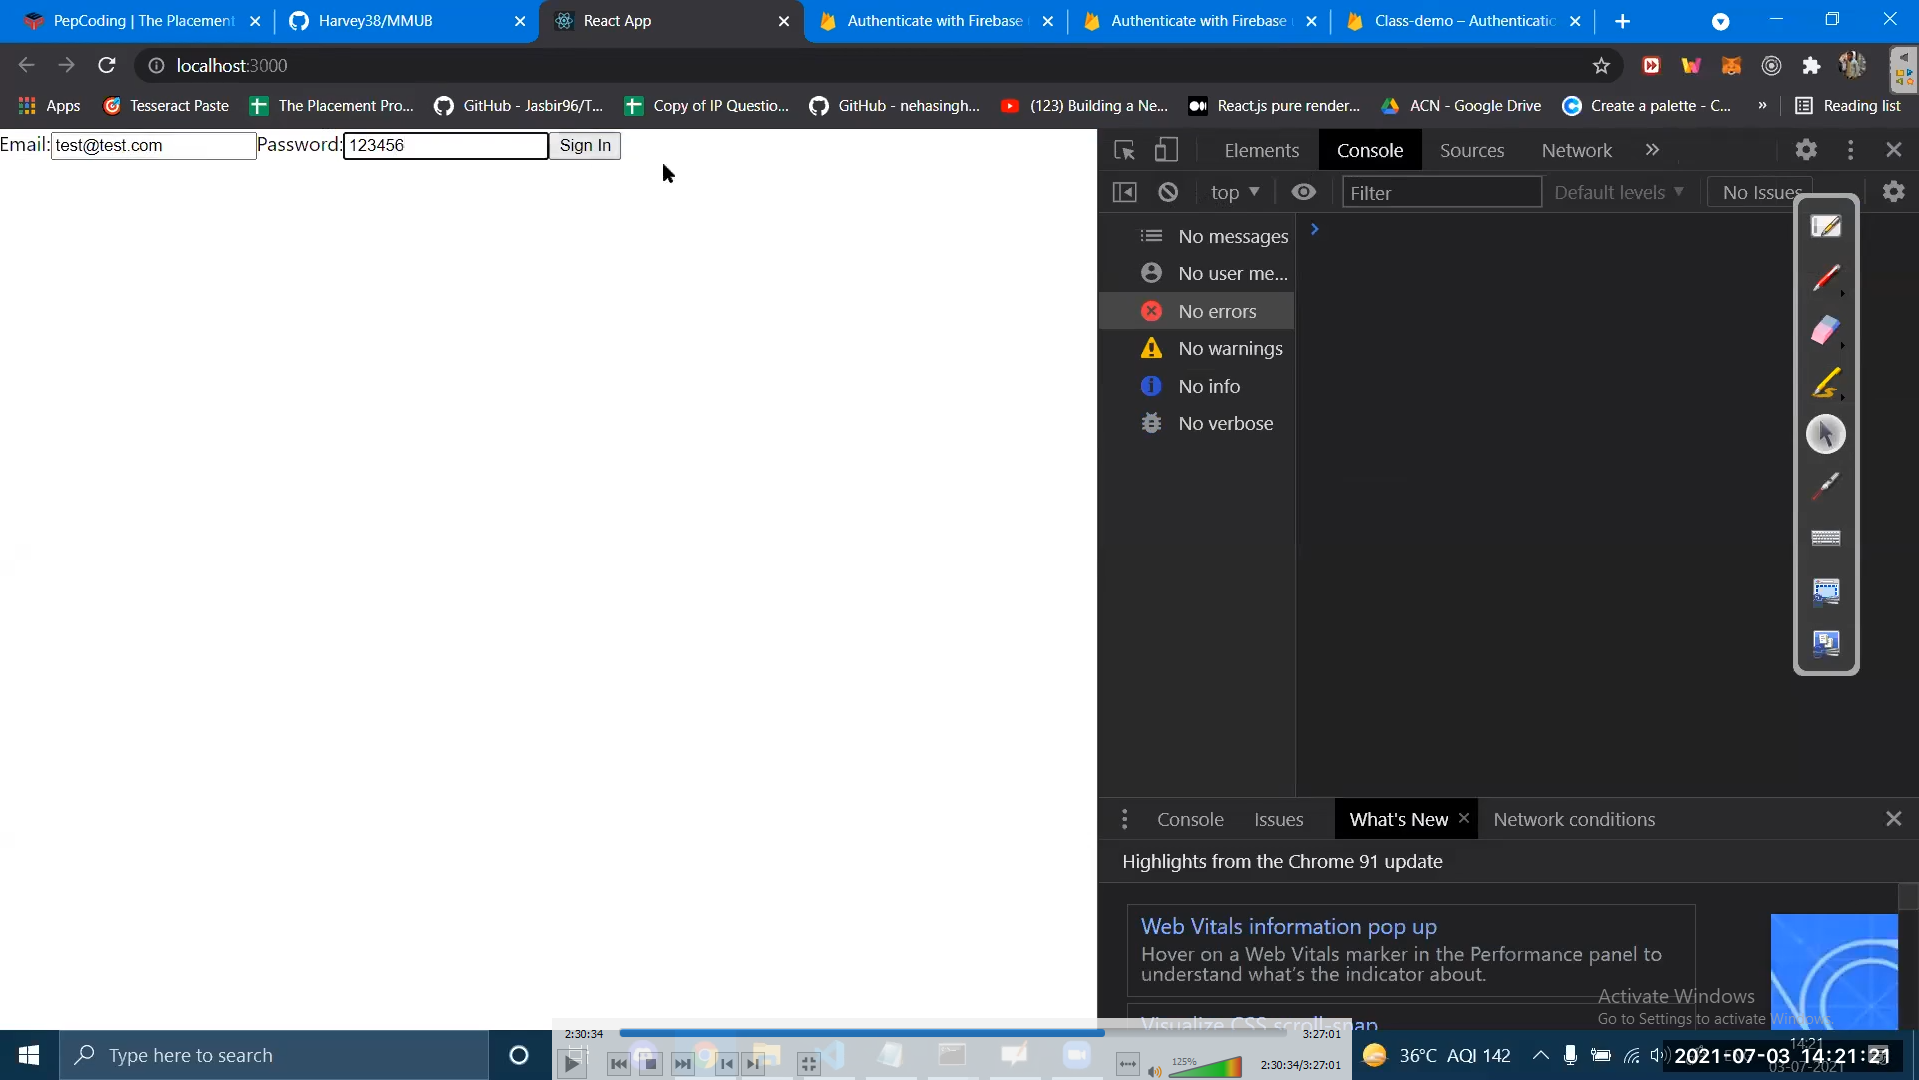 PepCoding | The Placement
Harvey38/MMUB
React App
Authenticate with Firebase
Authenticate with Firebase
Class-demo – Authenticatic
localhost:3000
Apps
Tesseract Paste
The Placement Pro...
GitHub - Jasbir96/T...
Copy of IP Questio...
GitHub - nehasingh...
(123) Building a Ne...
React.js pure render...
ACN - Google Drive
Create a palette - C...
»
Reading list
Email: test@test.com Password: 123456 Sign In
Elements
Console
Sources
Network
»
top
Filter
Default levels
No Issues
No messages
No user me...
No errors
No warnings
No info
No verbose
Console
Issues
What's New
Network conditions
Highlights from the Chrome 91 update
Web Vitals information pop up
Hover on a Web Vitals marker in the Performance panel to
understand what's the indicator about.
Visualize CSS scroll-snap
Activate Windows
Go to Settings to activate Windows.
Type here to search
2:30:34
3:27:01
125%
2:30:34/3:27:01
36°C AQI 142
14:21
03-07-2021
2021-07-03 14:21:21